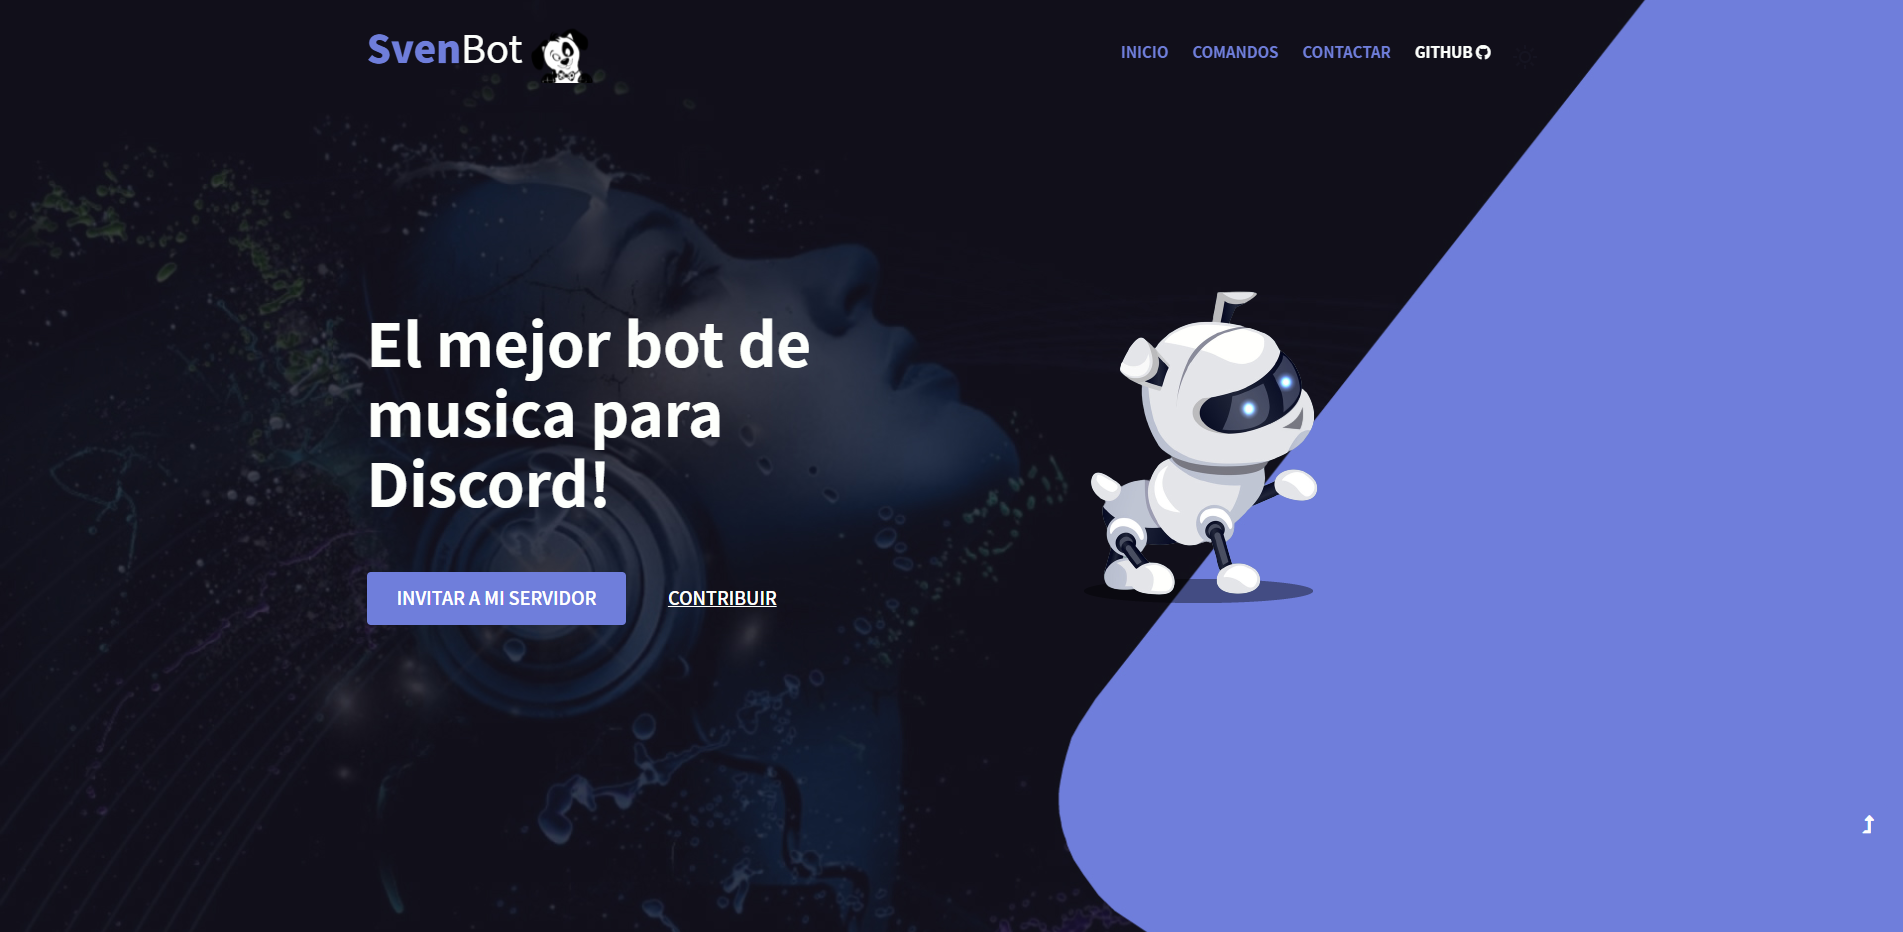 SvenBot
INICIO COMANDOS CONTACTAR GITHUB
El mejor bot de
musica para
Discord!
INVITAR A MI SERVIDOR CONTRIBUIR